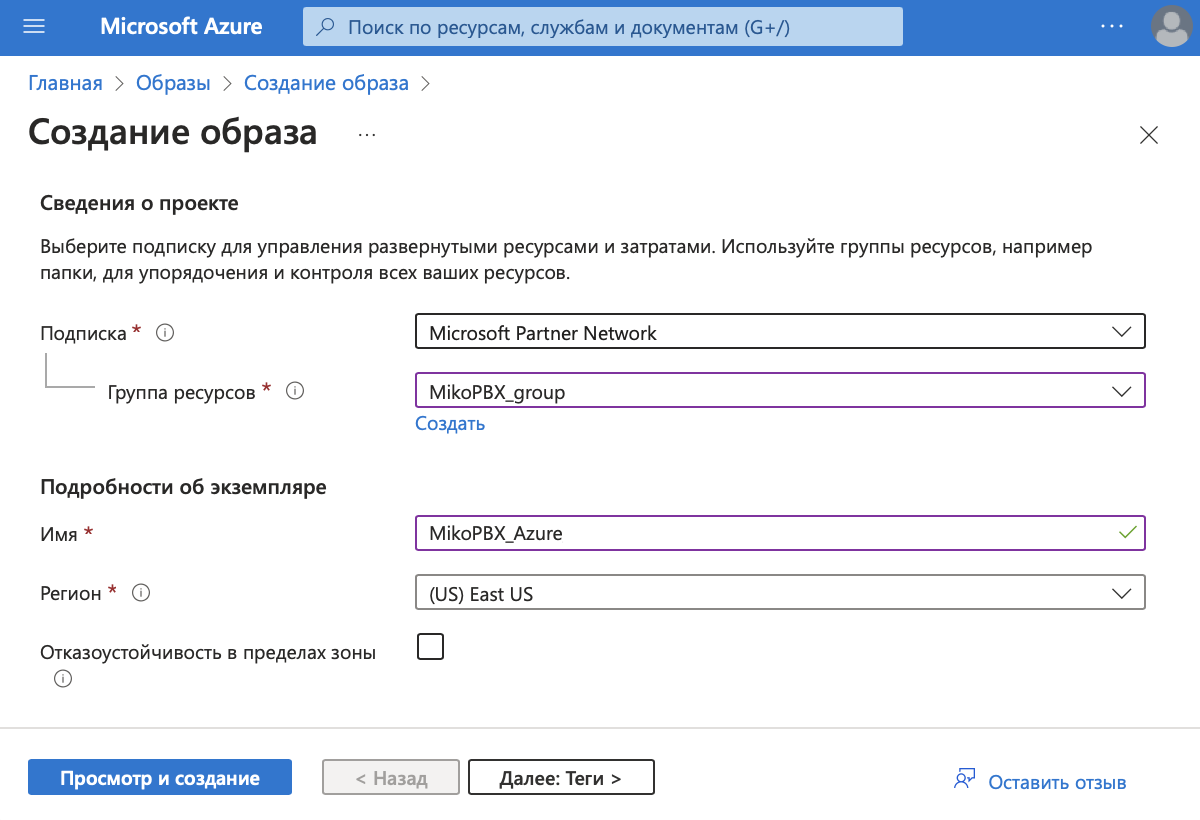 Microsoft Azure
Поиск по ресурсам, службам и документам (G+/)
Главная > Образы > Создание образа >
Создание образа ...
Сведения о проекте
Выберите подписку для управления развернутыми ресурсами и затратами. Используйте группы ресурсов, например
папки, для упорядочения и контроля всех ваших ресурсов.
Подписка *
Microsoft Partner Network
Группа ресурсов *
MikoPBX_group
Создать
Подробности об экземпляре
Имя *
MikoPBX_Azure
Регион *
(US) East US
Отказоустойчивость в пределах зоны
Просмотр и создание
< Назад
Далее: Теги >
Оставить отзыв